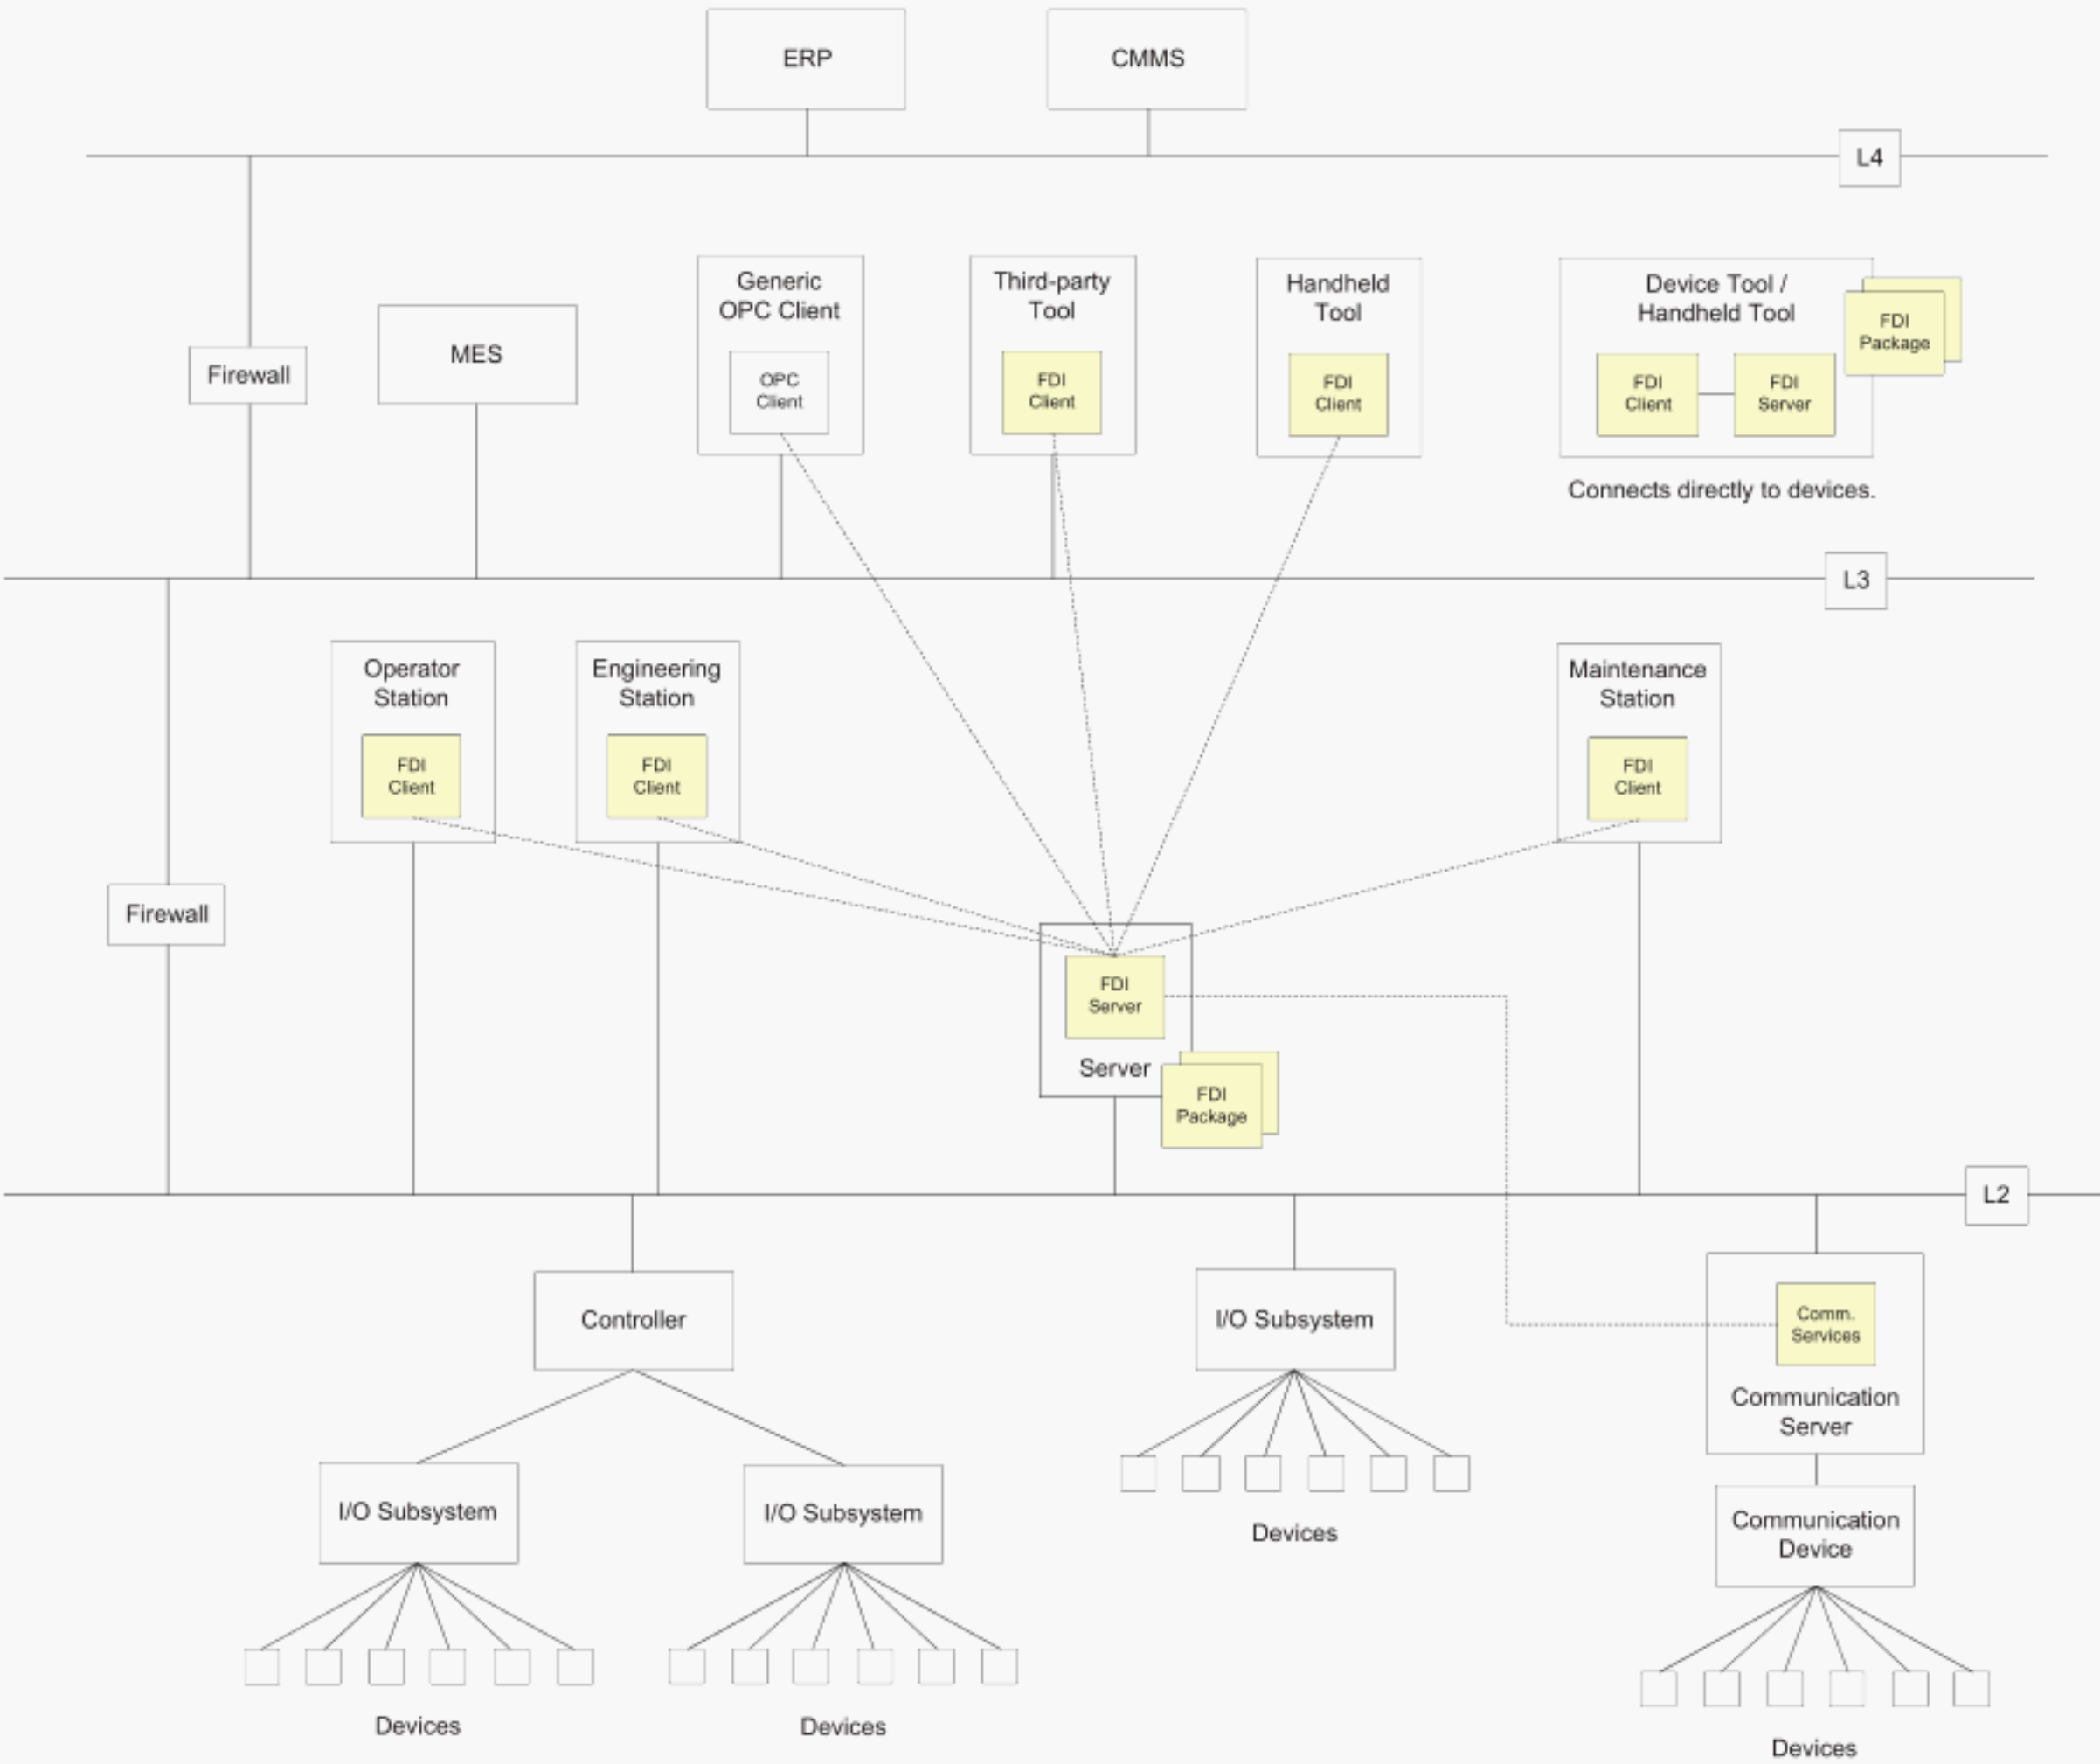 ERP
CMMS
L4
Generic
OPC Client
OPC
Client
Third-party
Tool
FDI
Client
Handheld
Tool
FDI
Client
Device Tool /
Handheld Tool
FDI
Client
FDI
Server
FDI
Package
Connects directly to devices.
Firewall
MES
L3
Operator
Station
FDI
Client
Engineering
Station
FDI
Client
Maintenance
Station
FDI
Client
Firewall
FDI
Server
Server
FDI
Package
L2
Controller
I/O Subsystem
Comm.
Services
Communication
Server
I/O Subsystem
I/O Subsystem
Devices
Communication
Device
Devices
Devices
Devices